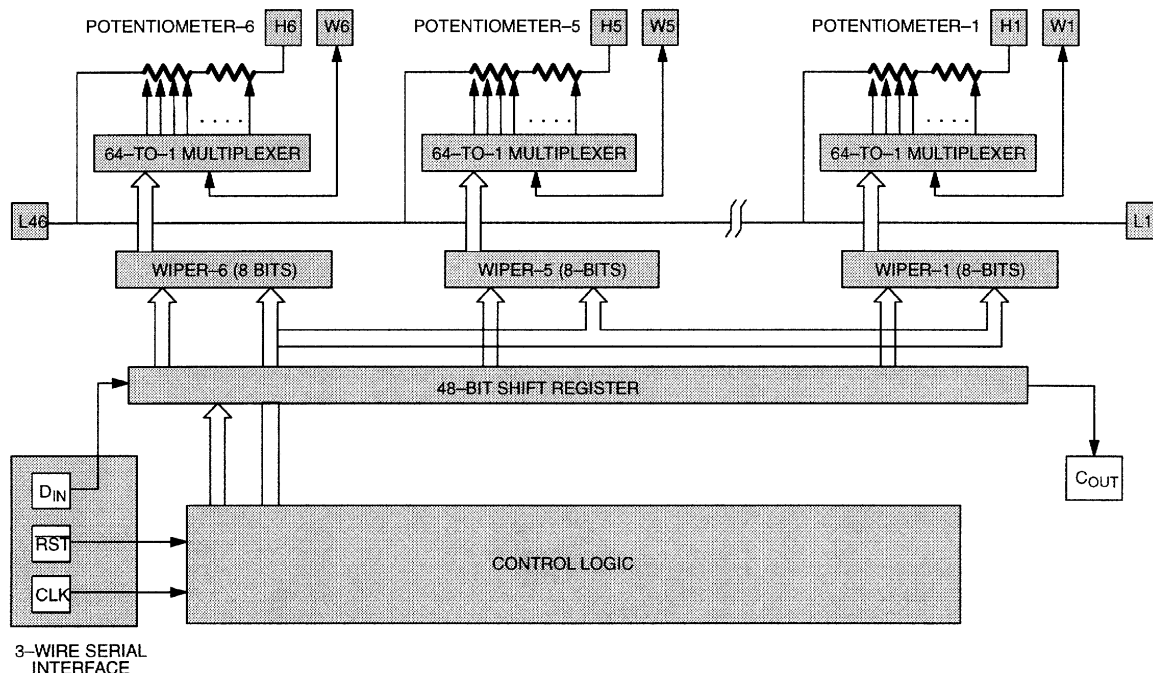 POTENTIOMETER–6 H6 W6 POTENTIOMETER–5 H5 W5 POTENTIOMETER–1 H1 W1
. . . . . . . . . . . .
64–TO–1 MULTIPLEXER 64–TO–1 MULTIPLEXER 64–TO–1 MULTIPLEXER
L46 L1
WIPER–6 (8 BITS) WIPER–5 (8–BITS) WIPER–1 (8–BITS)
48–BIT SHIFT REGISTER
DIN COUT
RST
CONTROL LOGIC
CLK
3–WIRE SERIAL
INTERFACE